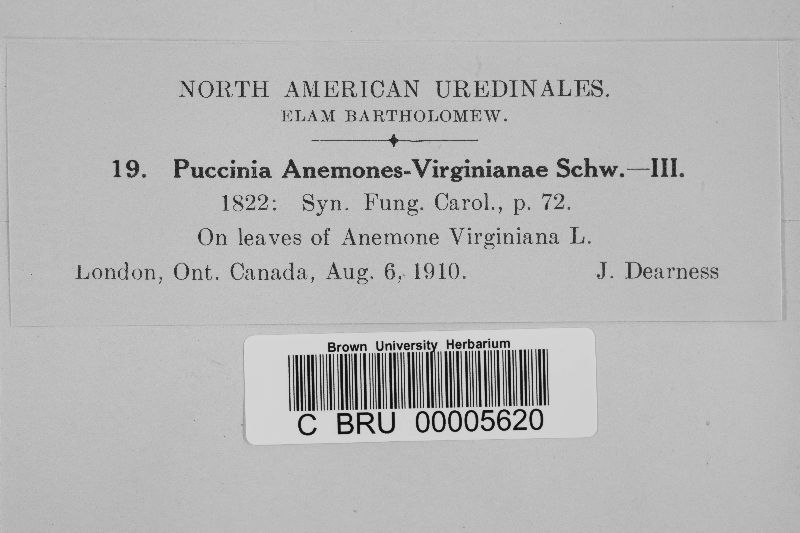 NORTH AMERICAN UREDINALES.
ELAM BARTHOLOMEW.
19. Puccinia Anemones-Virginianae Schw.—III.
1822: Syn. Fung. Carol., p. 72.
On leaves of Anemone Virginiana L.
London, Ont. Canada, Aug. 6, 1910. J. Dearness
Brown University Herbarium
C BRU 00005620